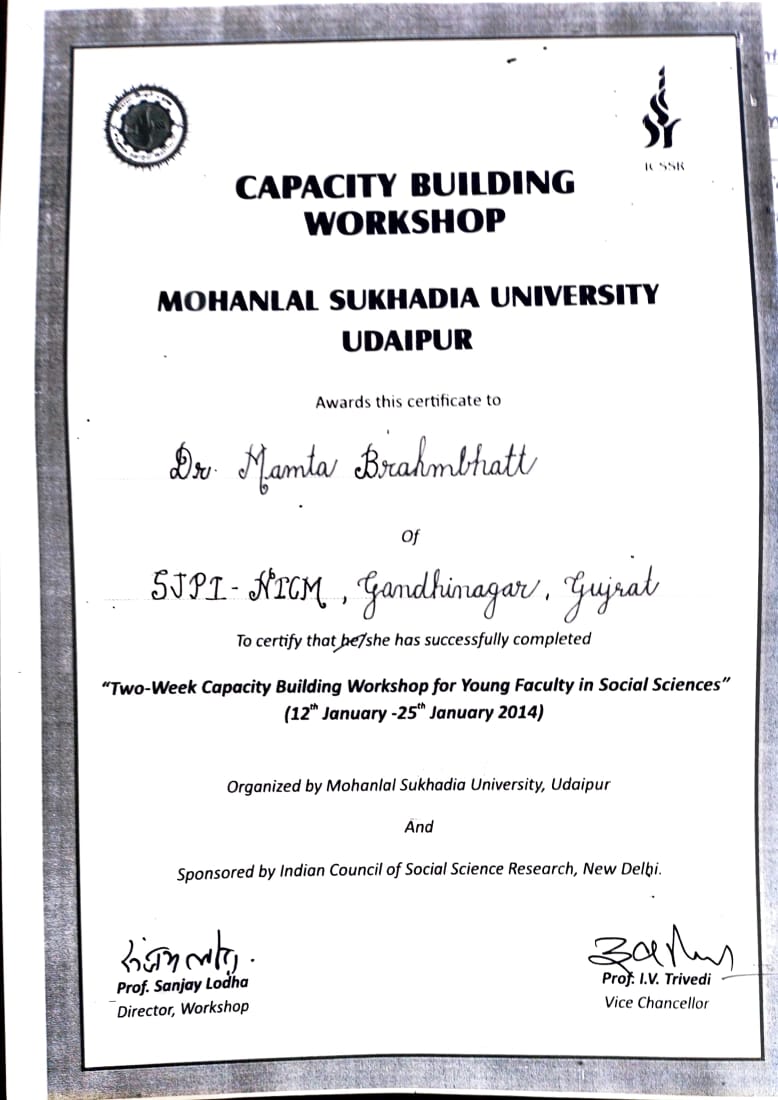 ICSSR
CAPACITY BUILDING
WORKSHOP
MOHANLAL SUKHADIA UNIVERSITY
UDAIPUR
Awards this certificate to
Dr. Mamta Brahmbhatt
Of
SJPI - NICM, Gandhinagar, Gujrat
To certify that he/she has successfully completed
“Two-Week Capacity Building Workshop for Young Faculty in Social Sciences”
(12th January -25th January 2014)
Organized by Mohanlal Sukhadia University, Udaipur
And
Sponsored by Indian Council of Social Science Research, New Delhi.
Prof. Sanjay Lodha
Director, Workshop
Prof. I.V. Trivedi
Vice Chancellor